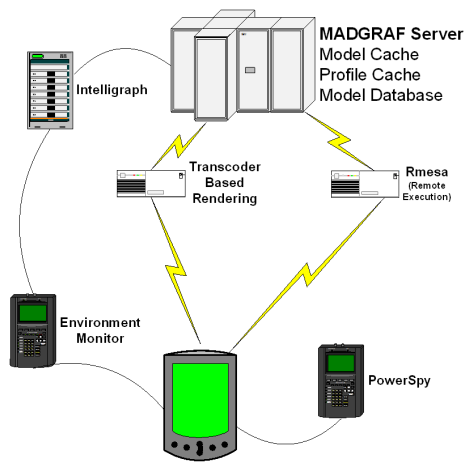 MADGRAF Server
Model Cache
Profile Cache
Model Database
Intelligraph
Transcoder
Based
Rendering
Rmesa
(Remote
Execution)
Environment
Monitor
PowerSpy